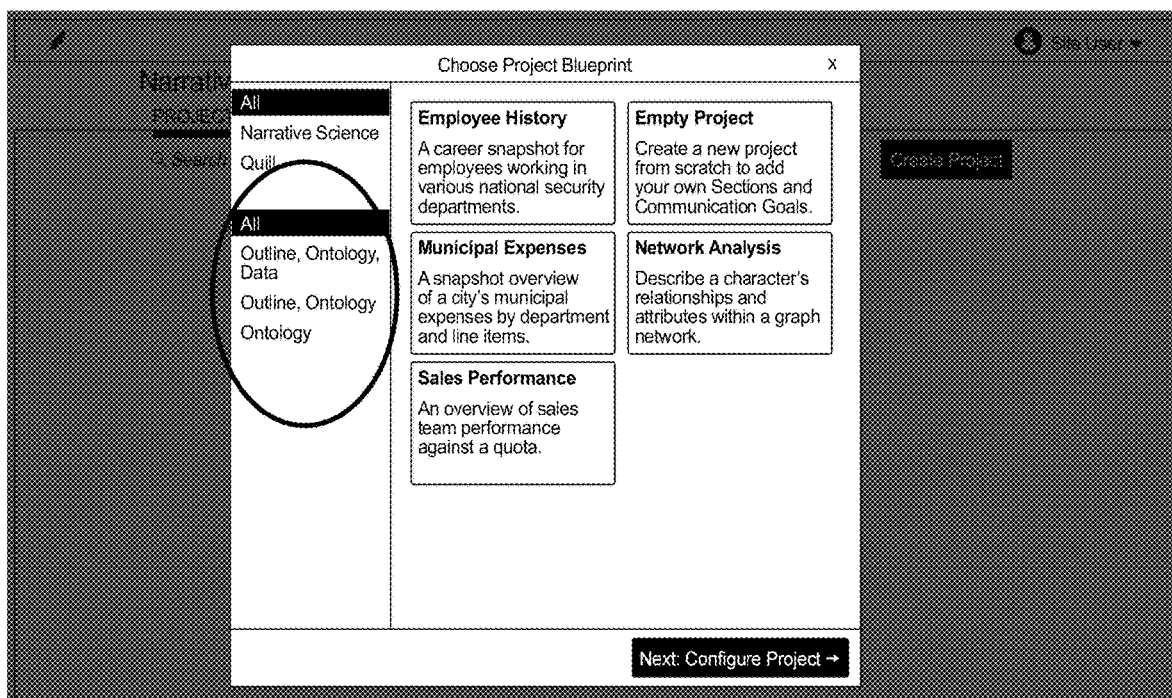 Site User
Choose Project Blueprint X
Narrativ
PROJEC
Search
Create Project
All
Narrative Science
Quill
All
Outline, Ontology,
Data
Outline, Ontology
Ontology
Employee History
A career snapshot for
employees working in
various national security
departments.
Empty Project
Create a new project
from scratch to add
your own Sections and
Communication Goals.
Municipal Expenses
A snapshot overview
of a city's municipal
expenses by department
and line items.
Network Analysis
Describe a character's
relationships and
attributes within a graph
network.
Sales Performance
An overview of sales
team performance
against a quota.
Next: Configure Project →